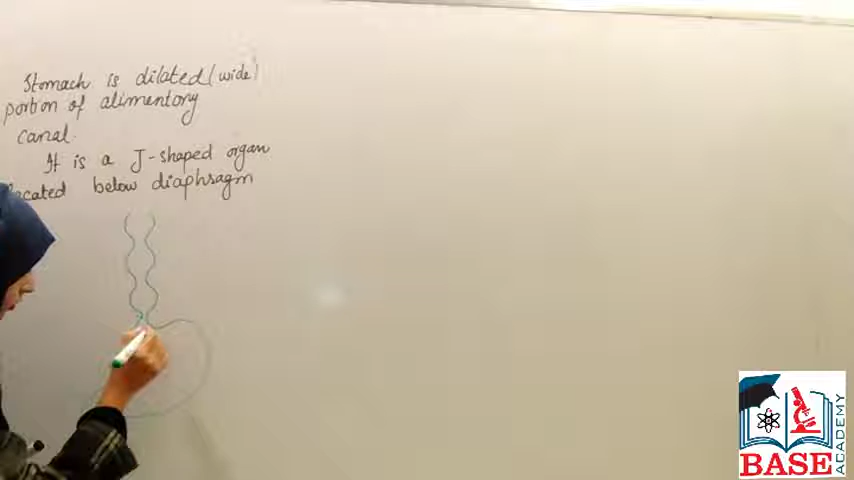 Stomach is dilated (wide)
portion of alimentory
canal.
It is a J-shaped organ
located below diaphragm
BASE
ACADEMY